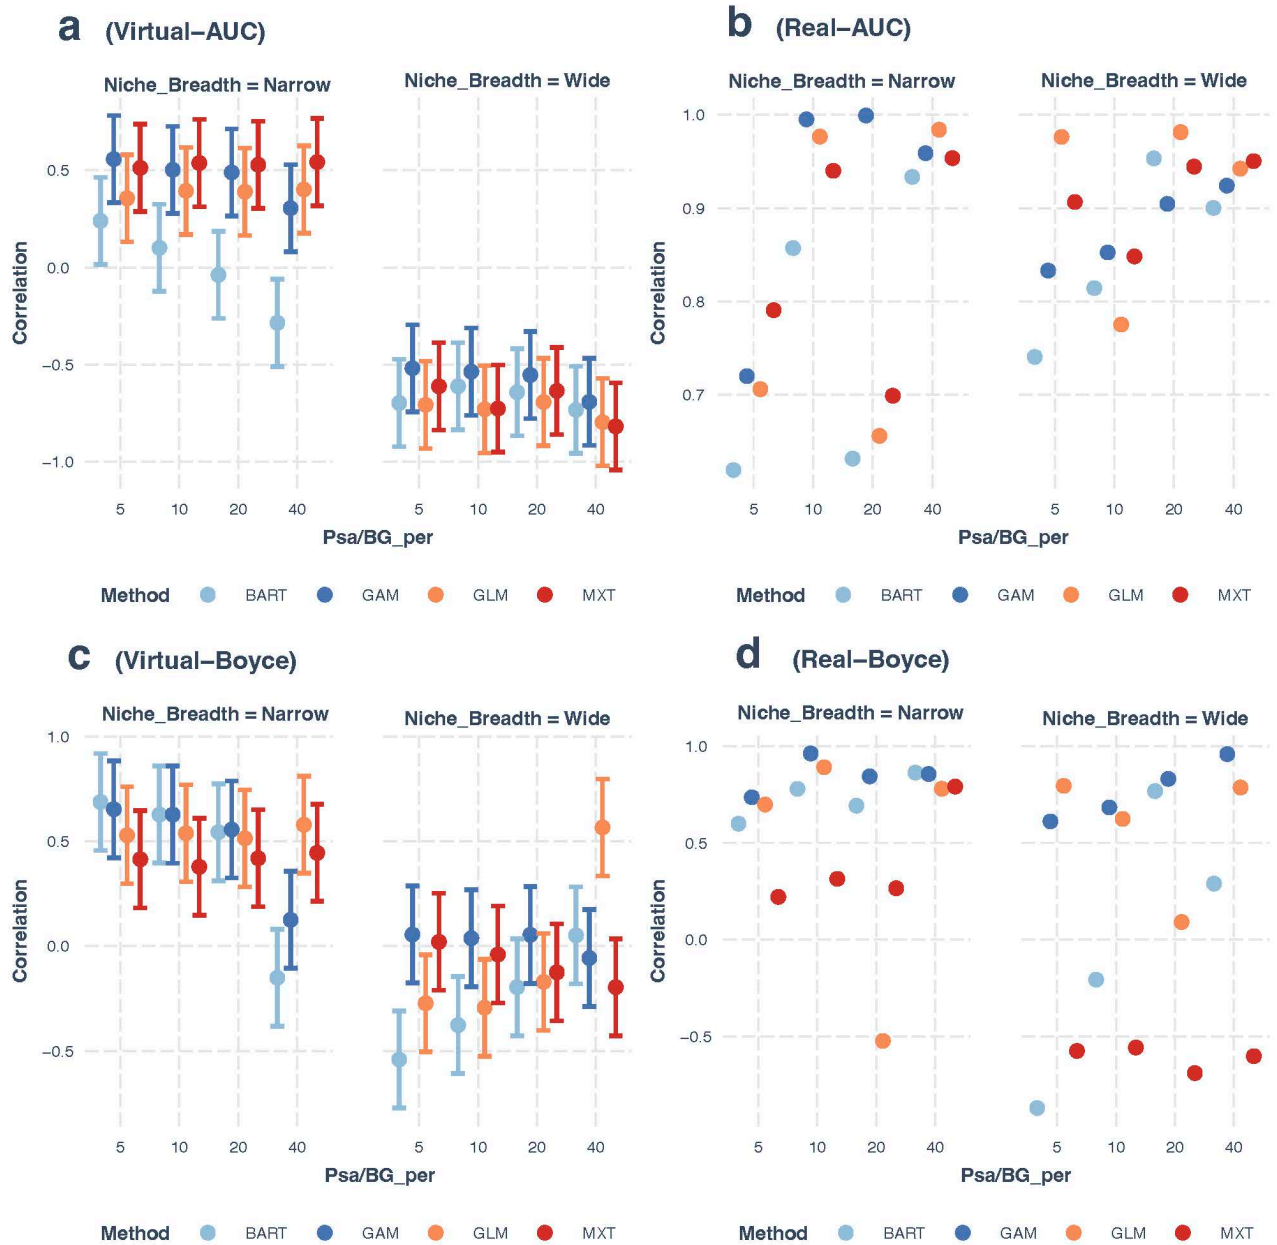 a (Virtual−AUC)
Niche_Breadth = Narrow
Niche_Breadth = Wide
Correlation
0.5
0.0
−0.5
−1.0
5 10 20 40
5 10 20 40
Psa/BG_per
Method BART GAM GLM MXT
b (Real−AUC)
Niche_Breadth = Narrow
Niche_Breadth = Wide
Correlation
1.0
0.9
0.8
0.7
5 10 20 40
5 10 20 40
Psa/BG_per
Method BART GAM GLM MXT
c (Virtual−Boyce)
Niche_Breadth = Narrow
Niche_Breadth = Wide
Correlation
1.0
0.5
0.0
−0.5
5 10 20 40
5 10 20 40
Psa/BG_per
Method BART GAM GLM MXT
d (Real−Boyce)
Niche_Breadth = Narrow
Niche_Breadth = Wide
Correlation
1.0
0.5
0.0
−0.5
5 10 20 40
5 10 20 40
Psa/BG_per
Method BART GAM GLM MXT